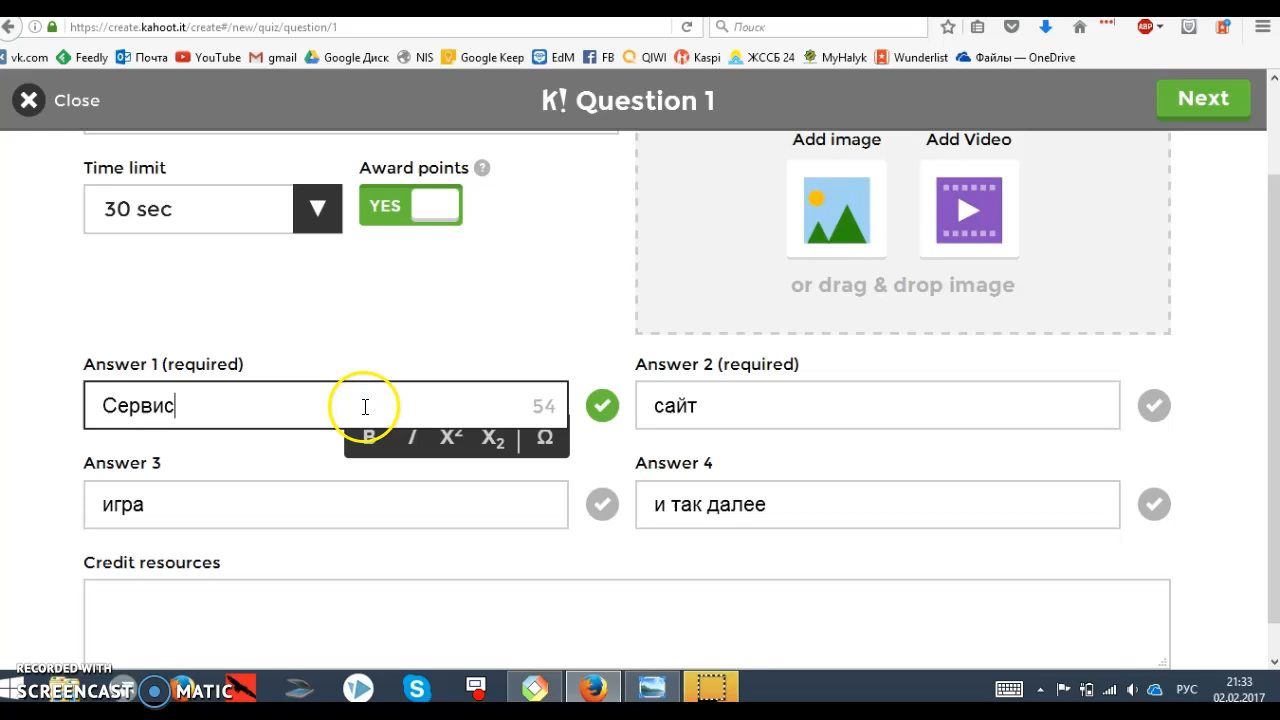 https://create.kahoot.it/create#/new/quiz/question/1
Поиск
ABP
vk.com Feedly Почта YouTube gmail Google Диск NIS Google Keep EdM FB QIWI Kaspi ЖССБ 24 MyHalyk Wunderlist Файлы — OneDrive
Close
K! Question 1
Next
Time limit
Award points ?
Add image
Add Video
30 sec
YES
or drag & drop image
Answer 1 (required)
Answer 2 (required)
Сервис
54
сайт
B I X² X₂ | Ω
Answer 3
Answer 4
игра
и так далее
Credit resources
RECORDED WITH
SCREENCAST MATIC
РУС
21:33
02.02.2017